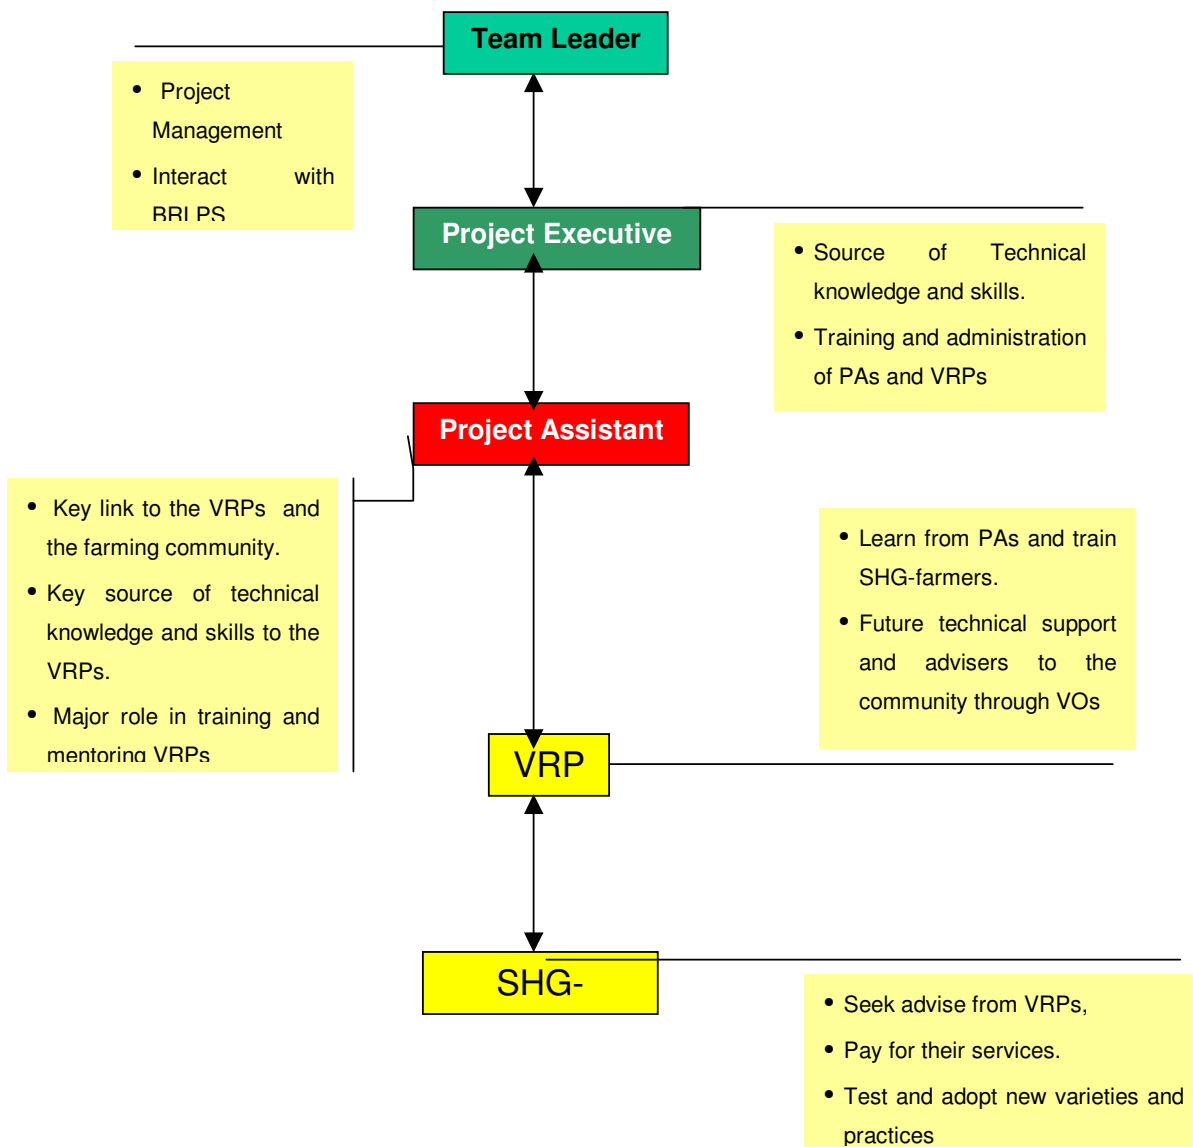 Team Leader
• Project
Management
• Interact with
BRLPS
Project Executive
• Source of Technical
knowledge and skills.
• Training and administration
of PAs and VRPs
Project Assistant
• Key link to the VRPs and
the farming community.
• Key source of technical
knowledge and skills to the
VRPs.
• Major role in training and
mentoring VRPs
• Learn from PAs and train
SHG-farmers.
• Future technical support
and advisers to the
community through VOs
VRP
SHG-
• Seek advise from VRPs,
• Pay for their services.
• Test and adopt new varieties and
practices